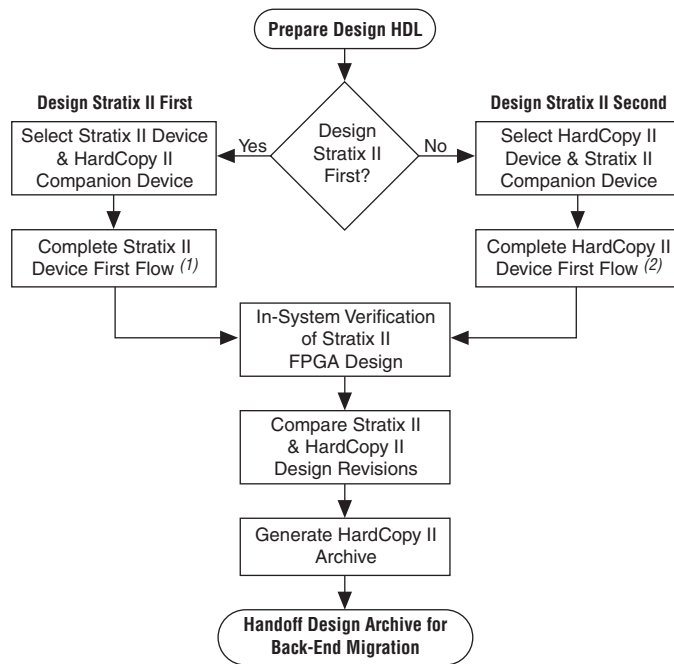 Prepare Design HDL
Design Stratix II First
Design Stratix II Second
Select Stratix II Device
& HardCopy II
Companion Device
Yes
Design
Stratix II
First?
No
Select HardCopy II
Device & Stratix II
Companion Device
Complete Stratix II
Device First Flow (1)
Complete HardCopy II
Device First Flow (2)
In-System Verification
of Stratix II
FPGA Design
Compare Stratix II
& HardCopy II
Design Revisions
Generate HardCopy II
Archive
Handoff Design Archive for
Back-End Migration